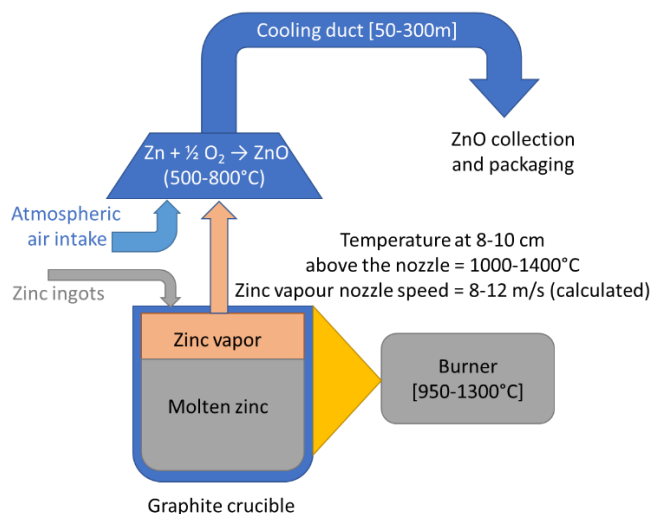 Cooling duct [50-300m]
Zn + ½ O₂ → ZnO
(500-800°C)
ZnO collection
and packaging
Atmospheric
air intake
Temperature at 8-10 cm
above the nozzle = 1000-1400°C
Zinc vapour nozzle speed = 8-12 m/s (calculated)
Zinc ingots
Zinc vapor
Molten zinc
Burner
[950-1300°C]
Graphite crucible